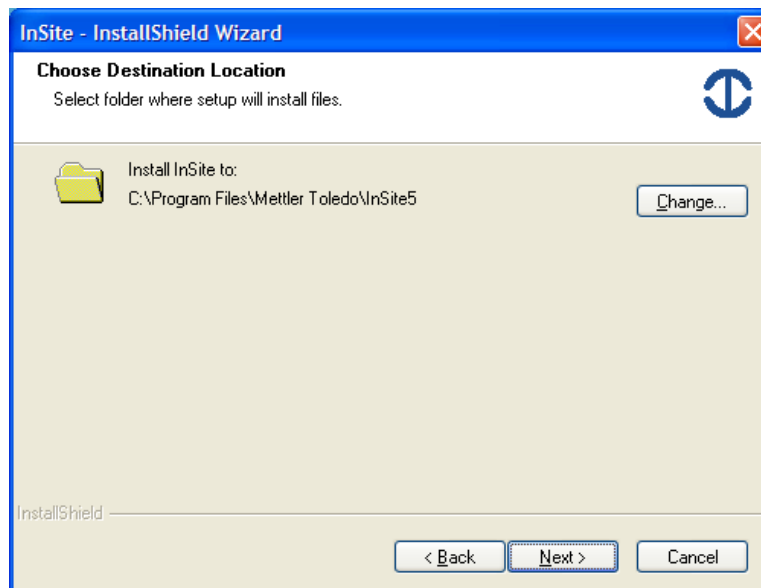 InSite - InstallShield Wizard
Choose Destination Location
Select folder where setup will install files.
Install InSite to:
C:\Program Files\Mettler Toledo\InSite5
Change...
InstallShield
< Back
Next >
Cancel